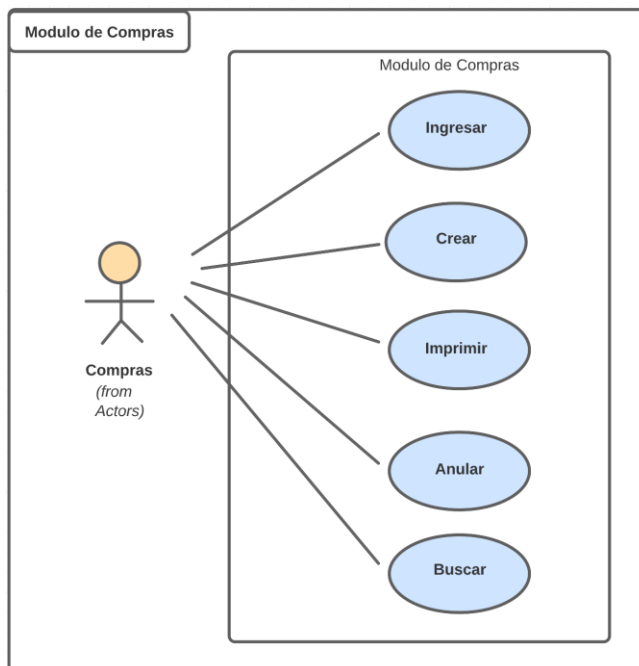 Modulo de Compras
Modulo de Compras
Ingresar
Crear
Imprimir
Compras
(from
Actors)
Anular
Buscar